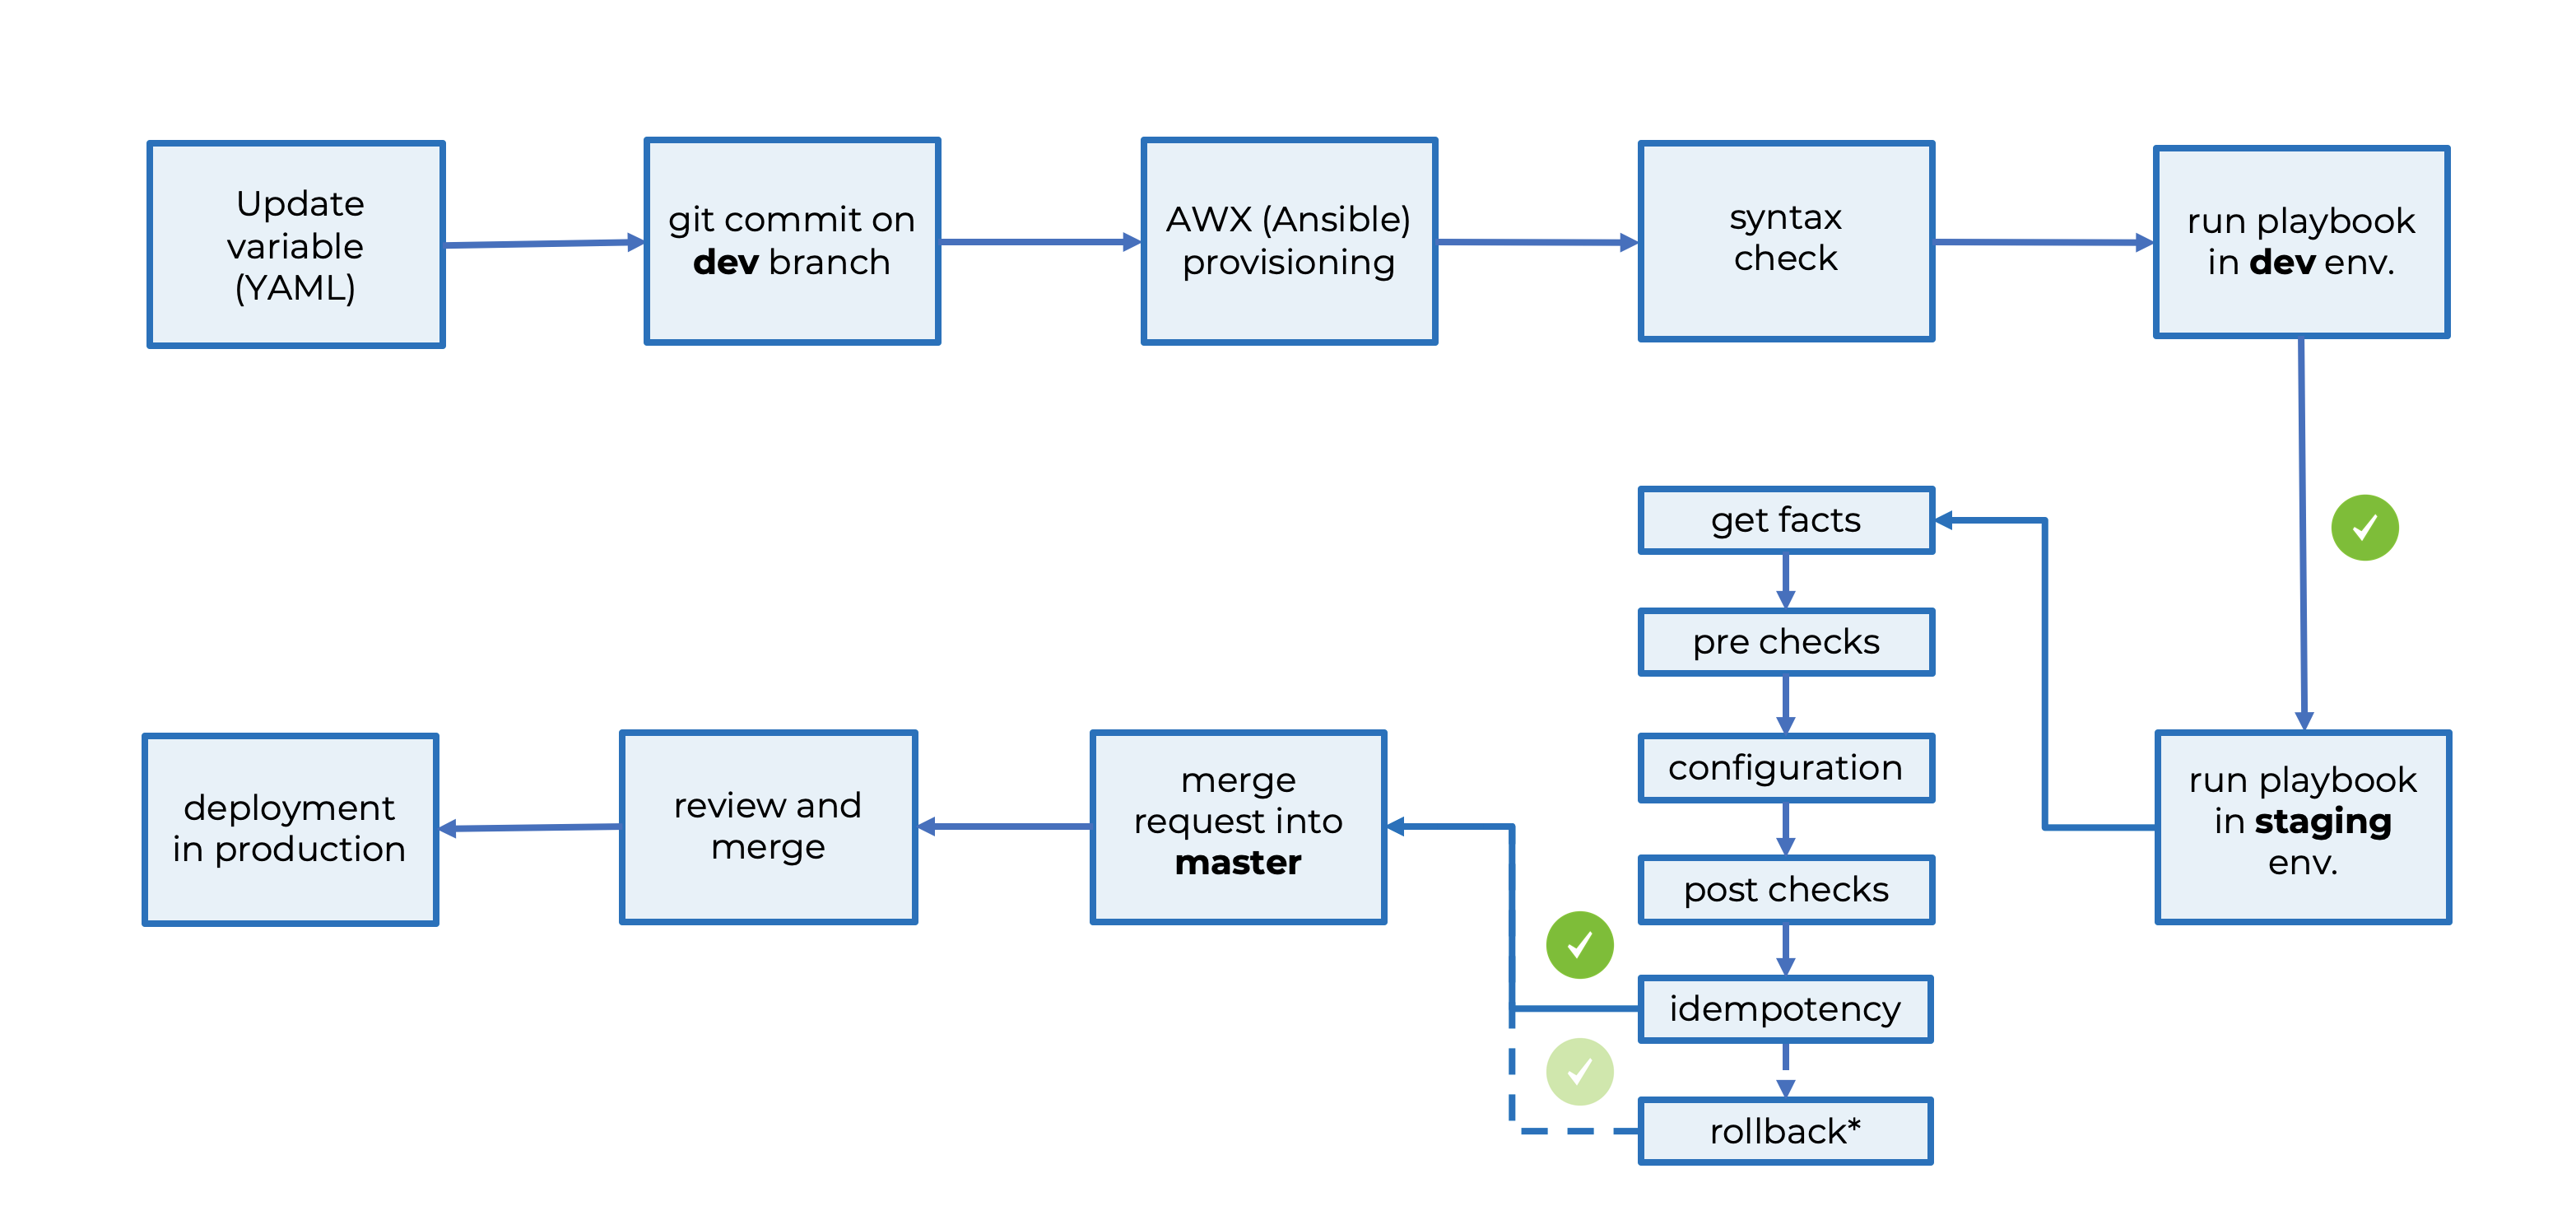 Update
variable
(YAML)
git commit on
dev branch
AWX (Ansible)
provisioning
syntax
check
run playbook
in dev env.
run playbook
in staging
env.
get facts
pre checks
configuration
post checks
idempotency
rollback*
merge
request into
master
review and
merge
deployment
in production